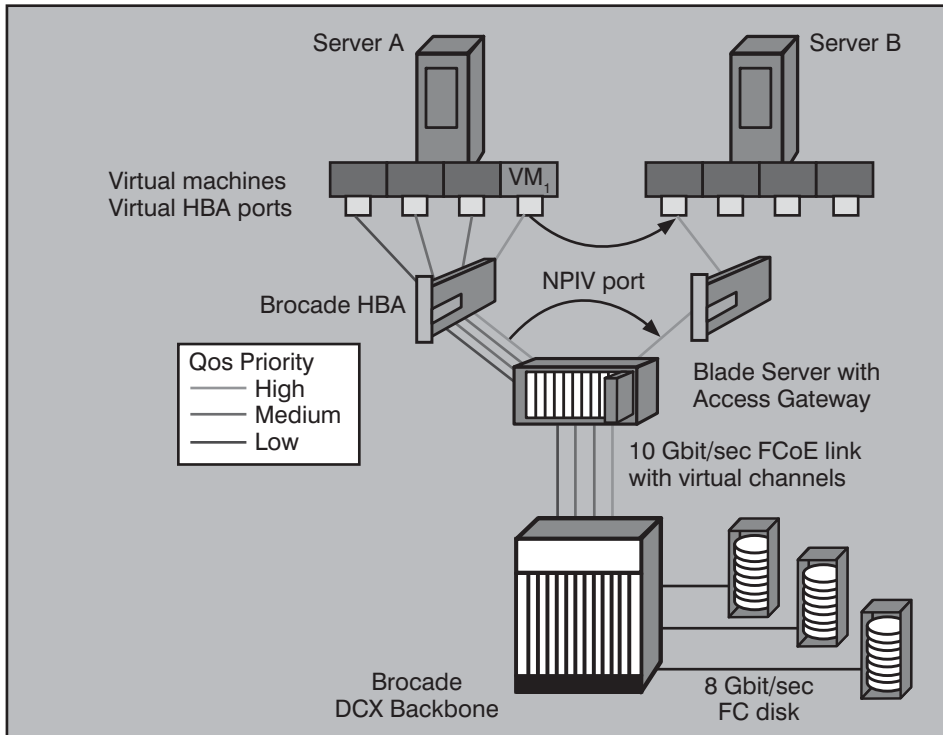 Server A
Server B
VM1
Virtual machines
Virtual HBA ports
NPIV port
Brocade HBA
Qos Priority
High
Medium
Low
Blade Server with
Access Gateway
10 Gbit/sec FCoE link
with virtual channels
Brocade
DCX Backbone
8 Gbit/sec
FC disk